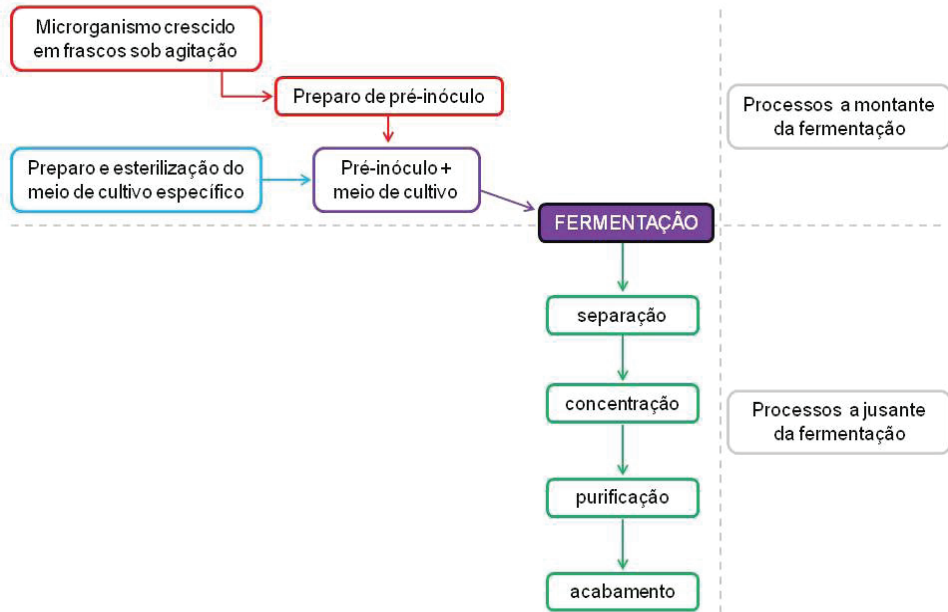 Microrganismo crescido
em frascos sob agitação
Preparo de pré-inóculo
Processos a montante
da fermentação
Preparo e esterilização do
meio de cultivo específico
Pré-inóculo +
meio de cultivo
FERMENTAÇÃO
separação
concentração
Processos a jusante
da fermentação
purificação
acabamento